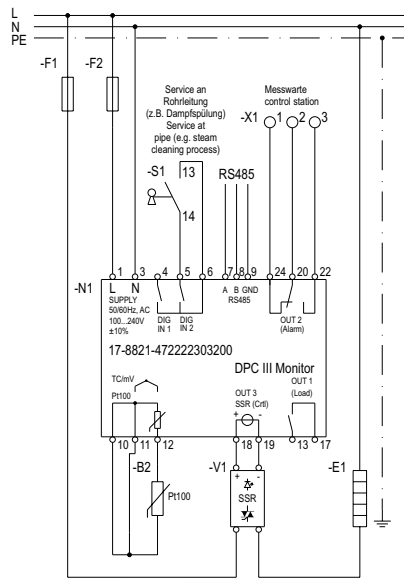 L
N
PE
-F1
-F2
Service an
Rohrleitung
(z.B. Dampfspülung)
Service at
pipe (e.g. steam
cleaning process)
Messwarte
control station
-X1 1 2 3
-S1 13
14
RS485
1 3 4 5 6 7 8 9 24 20 22
-N1
L N
SUPPLY
50/60Hz, AC
100...240V
±10%
DIG
IN 1
DIG
IN 2
A B GND
RS485
OUT 2
(Alarm)
17-8821-472222303200
DPC III Monitor
TC/mV
Pt100
OUT 3
SSR (Crtl)
+ -
OUT 1
(Load)
10 11 12 18 19 13 17
-B2
Pt100
-V1
+ -
SSR
-E1